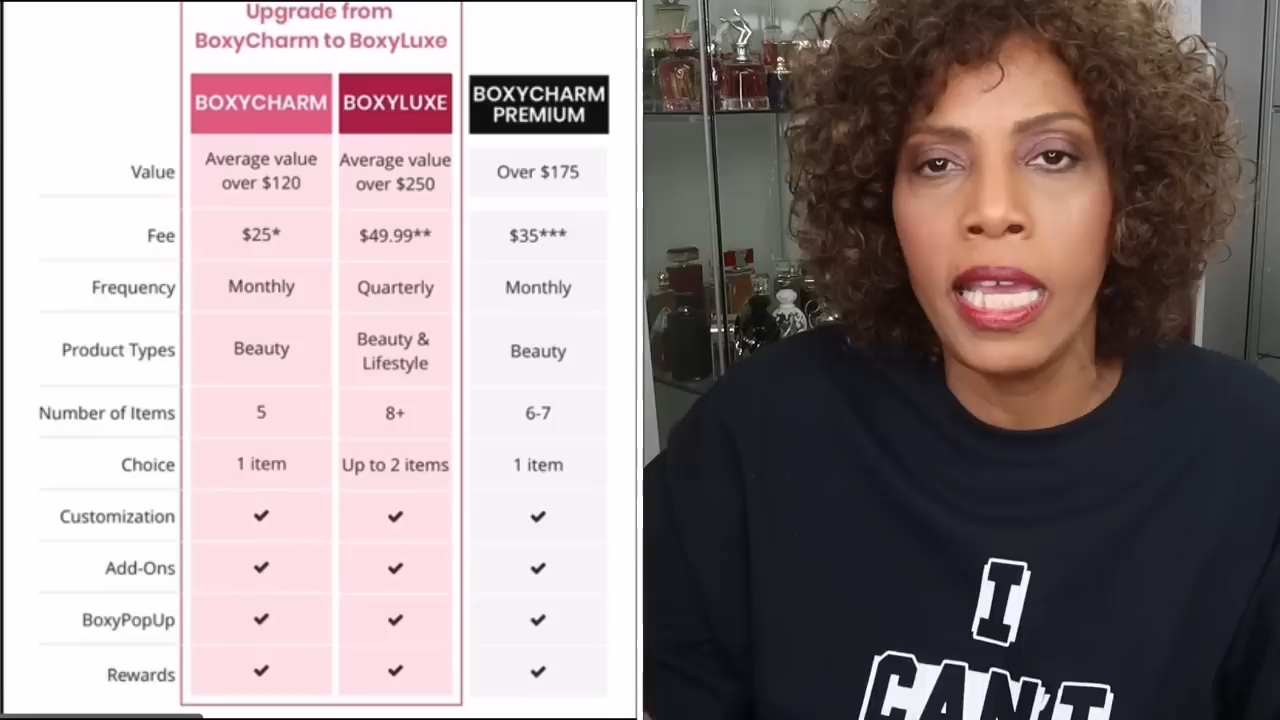 Upgrade from
BoxyCharm to BoxyLuxe
BOXYCHARM
BOXYLUXE
BOXYCHARM
PREMIUM
Value
Average value
over $120
Average value
over $250
Over $175
Fee
$25*
$49.99**
$35***
Frequency
Monthly
Quarterly
Monthly
Product Types
Beauty
Beauty &
Lifestyle
Beauty
Number of Items
5
8+
6-7
Choice
1 item
Up to 2 items
1 item
Customization
Add-Ons
BoxyPopUp
Rewards
I
CAN'T